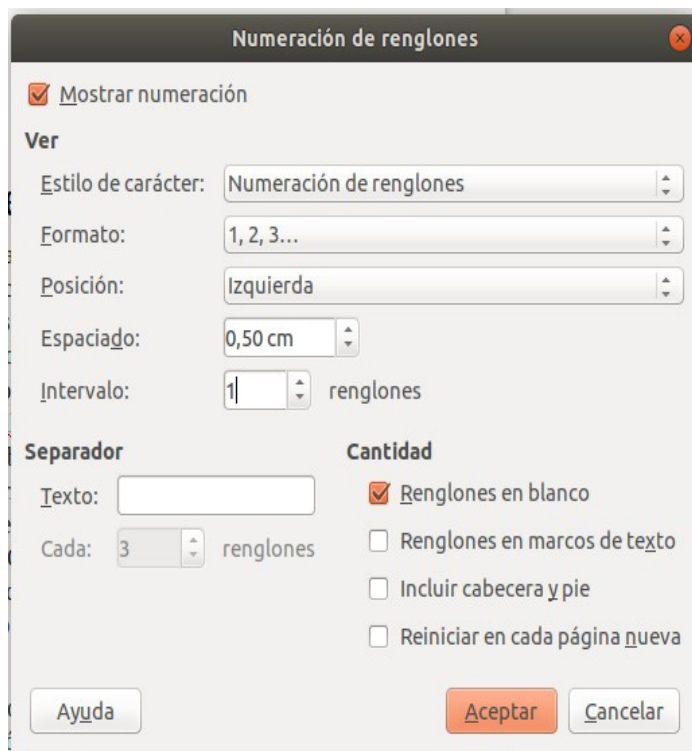 Numeración de renglones
Mostrar numeración
Ver
Estilo de carácter: Numeración de renglones
Formato: 1, 2, 3...
Posición: Izquierda
Espaciado: 0,50 cm
Intervalo: 1 renglones
Separador
Texto:
Cada: 3 renglones
Cantidad
Renglones en blanco
Renglones en marcos de texto
Incluir cabecera y pie
Reiniciar en cada página nueva
Ayuda
Aceptar
Cancelar